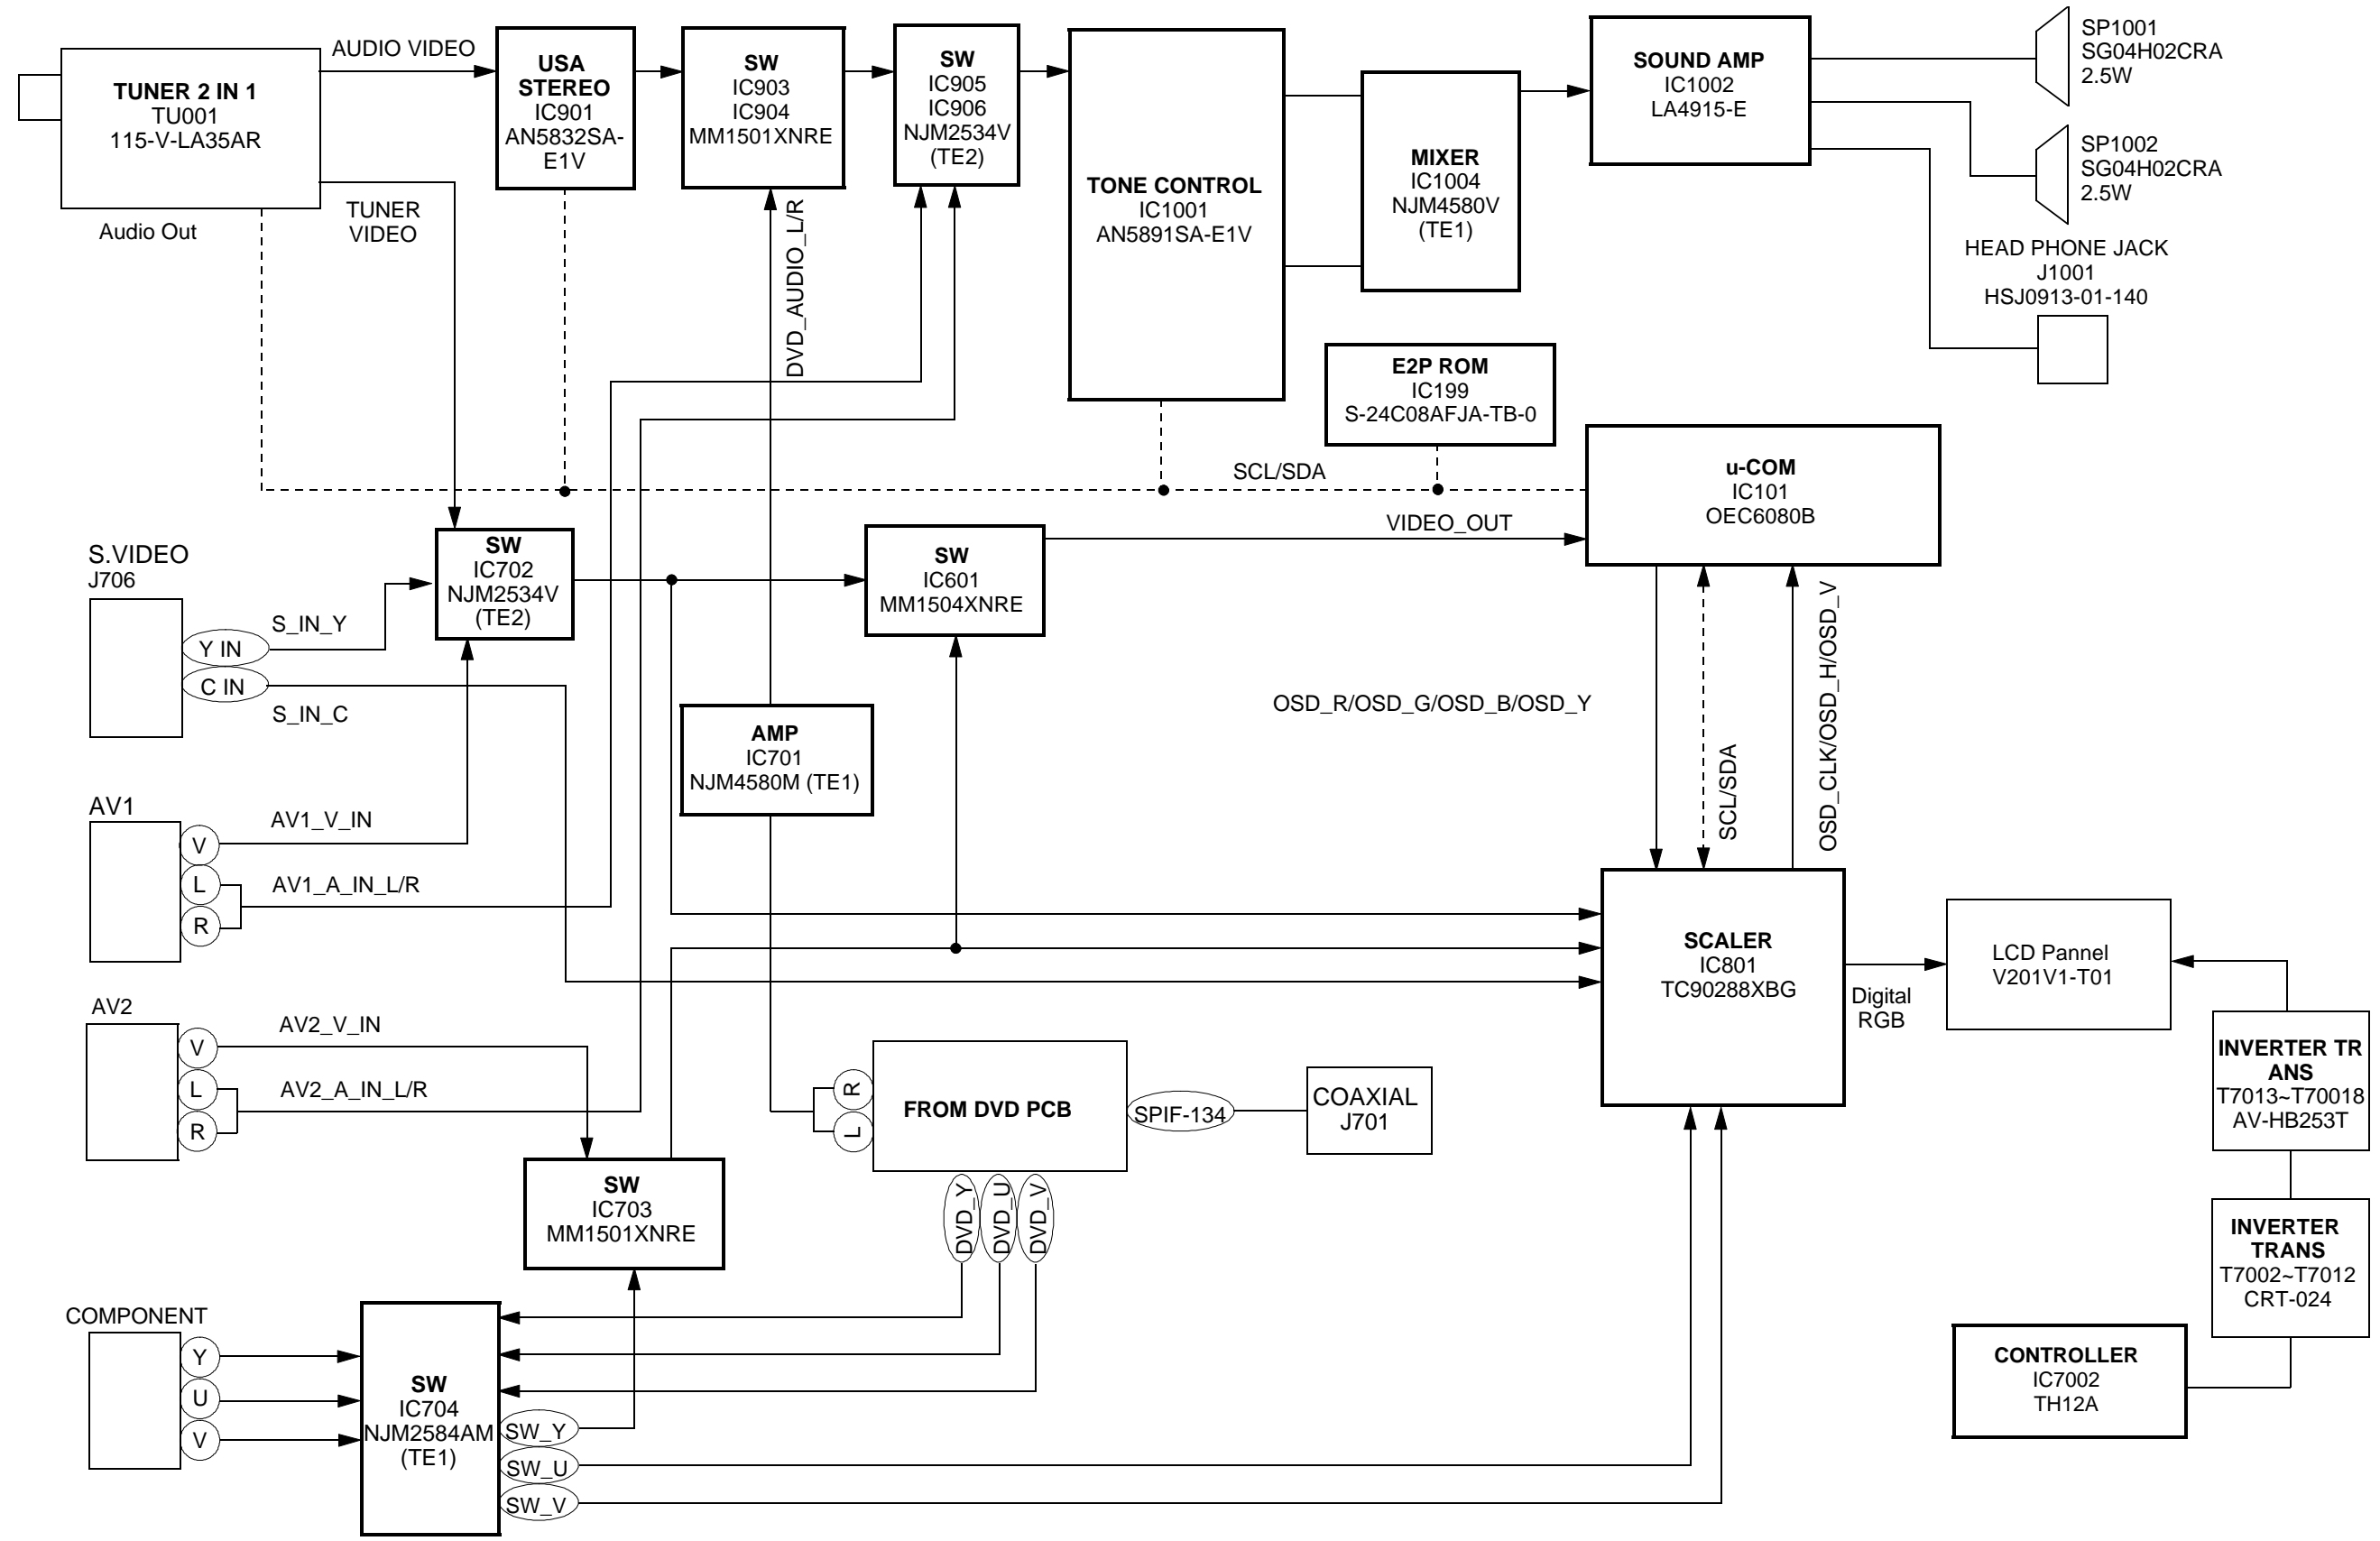 TUNER 2 IN 1
TU001
115-V-LA35AR
Audio Out
AUDIO VIDEO
TUNER
VIDEO
USA
STEREO
IC901
AN5832SA-
E1V
SW
IC903
IC904
MM1501XNRE
SW
IC905
IC906
NJM2534V
(TE2)
DVD_AUDIO_L/R
TONE CONTROL
IC1001
AN5891SA-E1V
MIXER
IC1004
NJM4580V
(TE1)
SOUND AMP
IC1002
LA4915-E
SP1001
SG04H02CRA
2.5W
SP1002
SG04H02CRA
2.5W
HEAD PHONE JACK
J1001
HSJ0913-01-140
E2P ROM
IC199
S-24C08AFJA-TB-0
SCL/SDA
u-COM
IC101
OEC6080B
VIDEO_OUT
S.VIDEO
J706
Y IN
C IN
S_IN_Y
S_IN_C
SW
IC702
NJM2534V
(TE2)
SW
IC601
MM1504XNRE
AMP
IC701
NJM4580M (TE1)
OSD_R/OSD_G/OSD_B/OSD_Y
SCL/SDA
OSD_CLK/OSD_H/OSD_V
AV1
V
L
R
AV1_V_IN
AV1_A_IN_L/R
AV2
V
L
R
AV2_V_IN
AV2_A_IN_L/R
SCALER
IC801
TC90288XBG
Digital
RGB
LCD Pannel
V201V1-T01
INVERTER TR
ANS
T7013~T70018
AV-HB253T
INVERTER
TRANS
T7002~T7012
CRT-024
CONTROLLER
IC7002
TH12A
R
L
FROM DVD PCB
SPIF-134
COAXIAL
J701
DVD_Y
DVD_U
DVD_V
SW
IC703
MM1501XNRE
COMPONENT
Y
U
V
SW
IC704
NJM2584AM
(TE1)
SW_Y
SW_U
SW_V